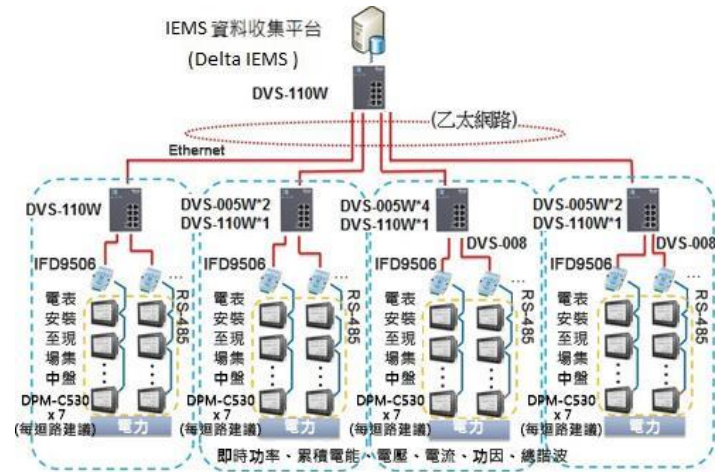 IEMS 資料收集平台
(Delta IEMS )
DVS-110W
(乙太網路)
Ethernet
DVS-110W
IFD9506
...
RS-485
電表
安裝
至現
場集
中盤
DPM-C530
x 7
(每迴路建議)
電力
DVS-005W*2
DVS-110W*1
IFD9506
...
RS-485
電表
安裝
至現
場集
中盤
DPM-C530
x 7
(每迴路建議)
電力
DVS-005W*4
DVS-110W*1
DVS-008
IFD9506
...
RS-485
電表
安裝
至現
場集
中盤
DPM-C530
x 7
(每迴路建議)
電力
DVS-005W*2
DVS-110W*1
DVS-008
IFD9506
...
RS-485
電表
安裝
至現
場集
中盤
DPM-C530
x 7
(每迴路建議)
電力
即時功率、累積電能、電壓、電流、功因、總諧波